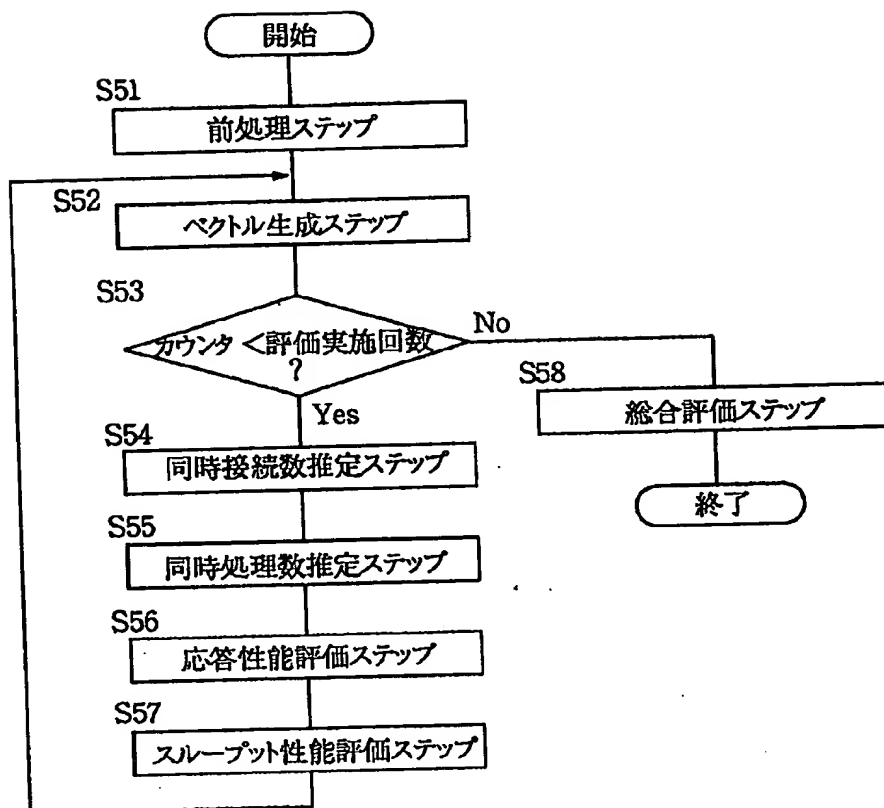 開始
S51
前処理ステップ
S52
ベクトル生成ステップ
S53
カウンタ <評価実施回数
?
No
Yes
S58
総合評価ステップ
終了
S54
同時接続数推定ステップ
S55
同時処理数推定ステップ
S56
応答性能評価ステップ
S57
スループット性能評価ステップ